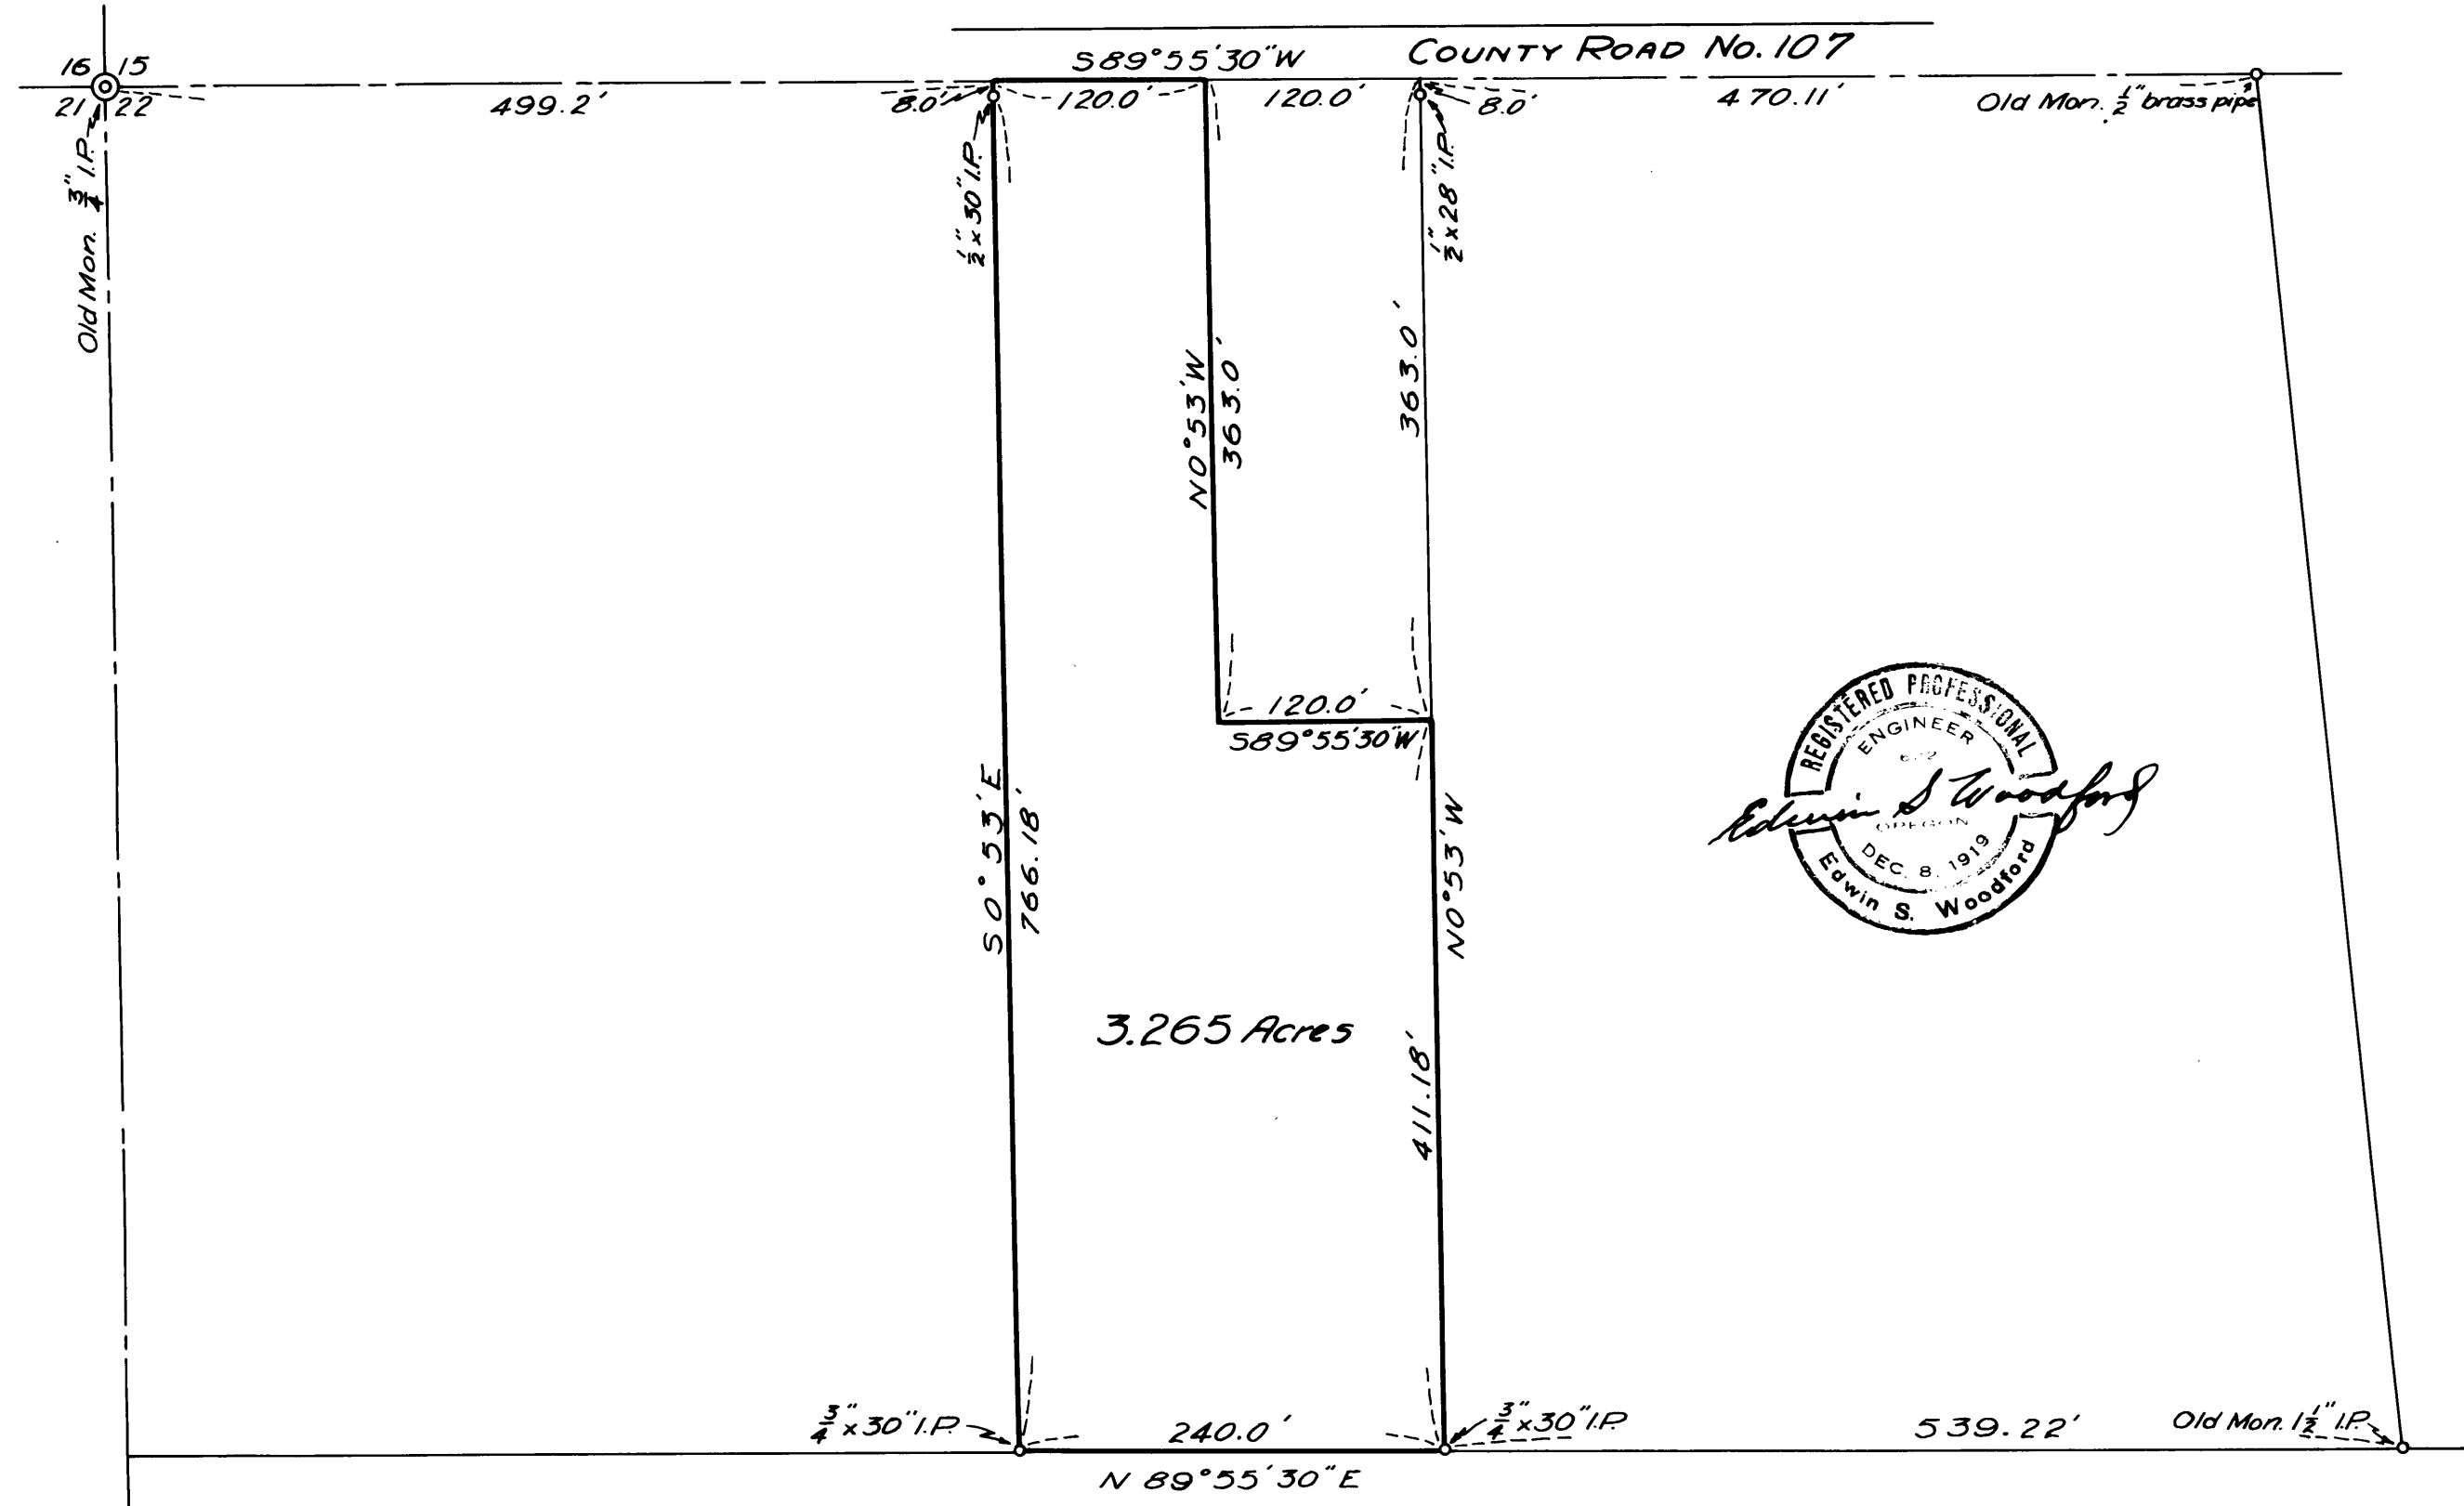 COUNTY ROAD No. 107
S89°55'30"W
16 15
21 22
499.2'
8.0'
120.0'
120.0'
8.0'
470.11'
Old Mon. ½" brass pipe
Old Mon. ¾" I.P.
½"x30" I.P.
½"x28" I.P.
N0°53'W
363.0'
363.0'
120.0'
S89°55'30"W
S0°53'E
766.18'
N0°53'W
411.18'
3.265 Acres
REGISTERED PROFESSIONAL
ENGINEER
Edwin S Woodford
OREGON
DEC. 8, 1919
Edwin S. Woodford
¾"x30" I.P.
240.0'
¾"x30" I.P.
539.22'
Old Mon. 1½" I.P.
N 89°55'30"E